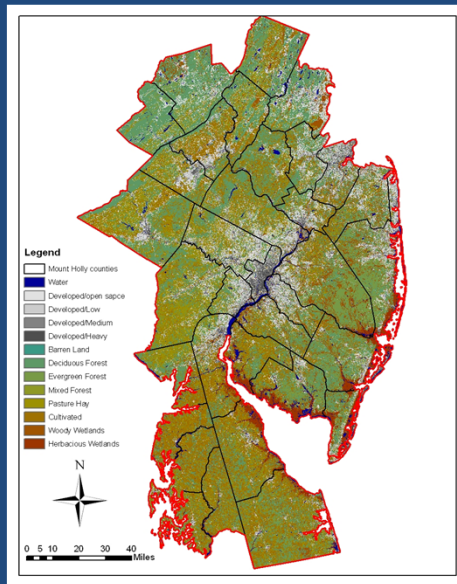 Legend
Mount Holly counties
Water
Developed/open sapce
Developed/Low
Developed/Medium
Developed/Heavy
Barren Land
Deciduous Forest
Evergreen Forest
Mixed Forest
Pasture Hay
Cultivated
Woody Wetlands
Herbacious Wetlands
N
0 5 10 20 30 40
Miles